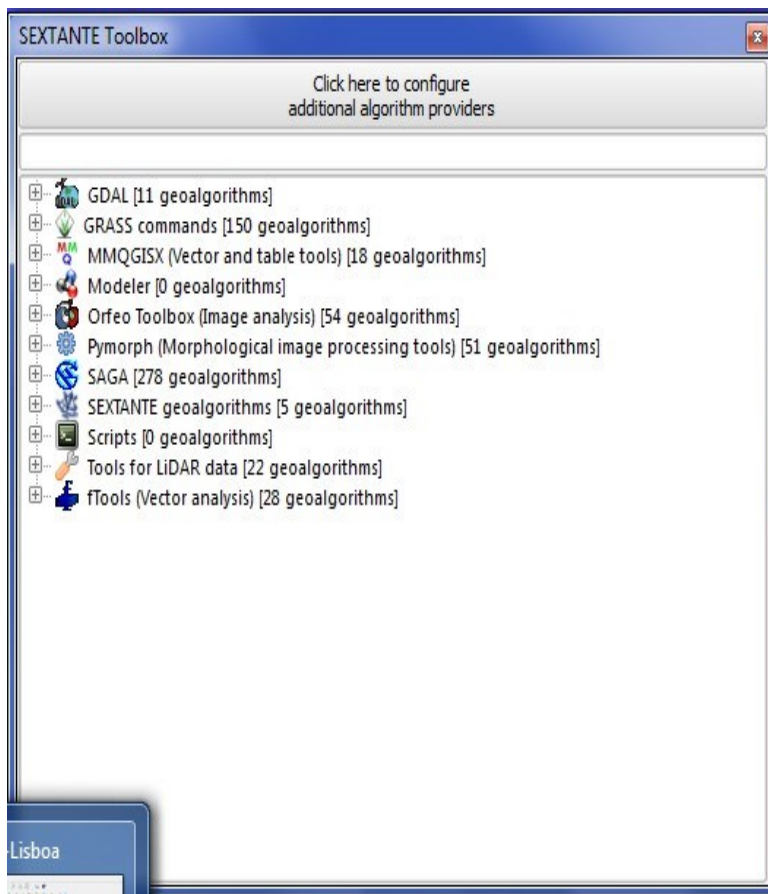 SEXTANTE Toolbox
Click here to configure
additional algorithm providers
GDAL [11 geoalgorithms]
GRASS commands [150 geoalgorithms]
MMQGISX (Vector and table tools) [18 geoalgorithms]
Modeler [0 geoalgorithms]
Orfeo Toolbox (Image analysis) [54 geoalgorithms]
Pymorph (Morphological image processing tools) [51 geoalgorithms]
SAGA [278 geoalgorithms]
SEXTANTE geoalgorithms [5 geoalgorithms]
Scripts [0 geoalgorithms]
Tools for LiDAR data [22 geoalgorithms]
fTools (Vector analysis) [28 geoalgorithms]
-Lisboa